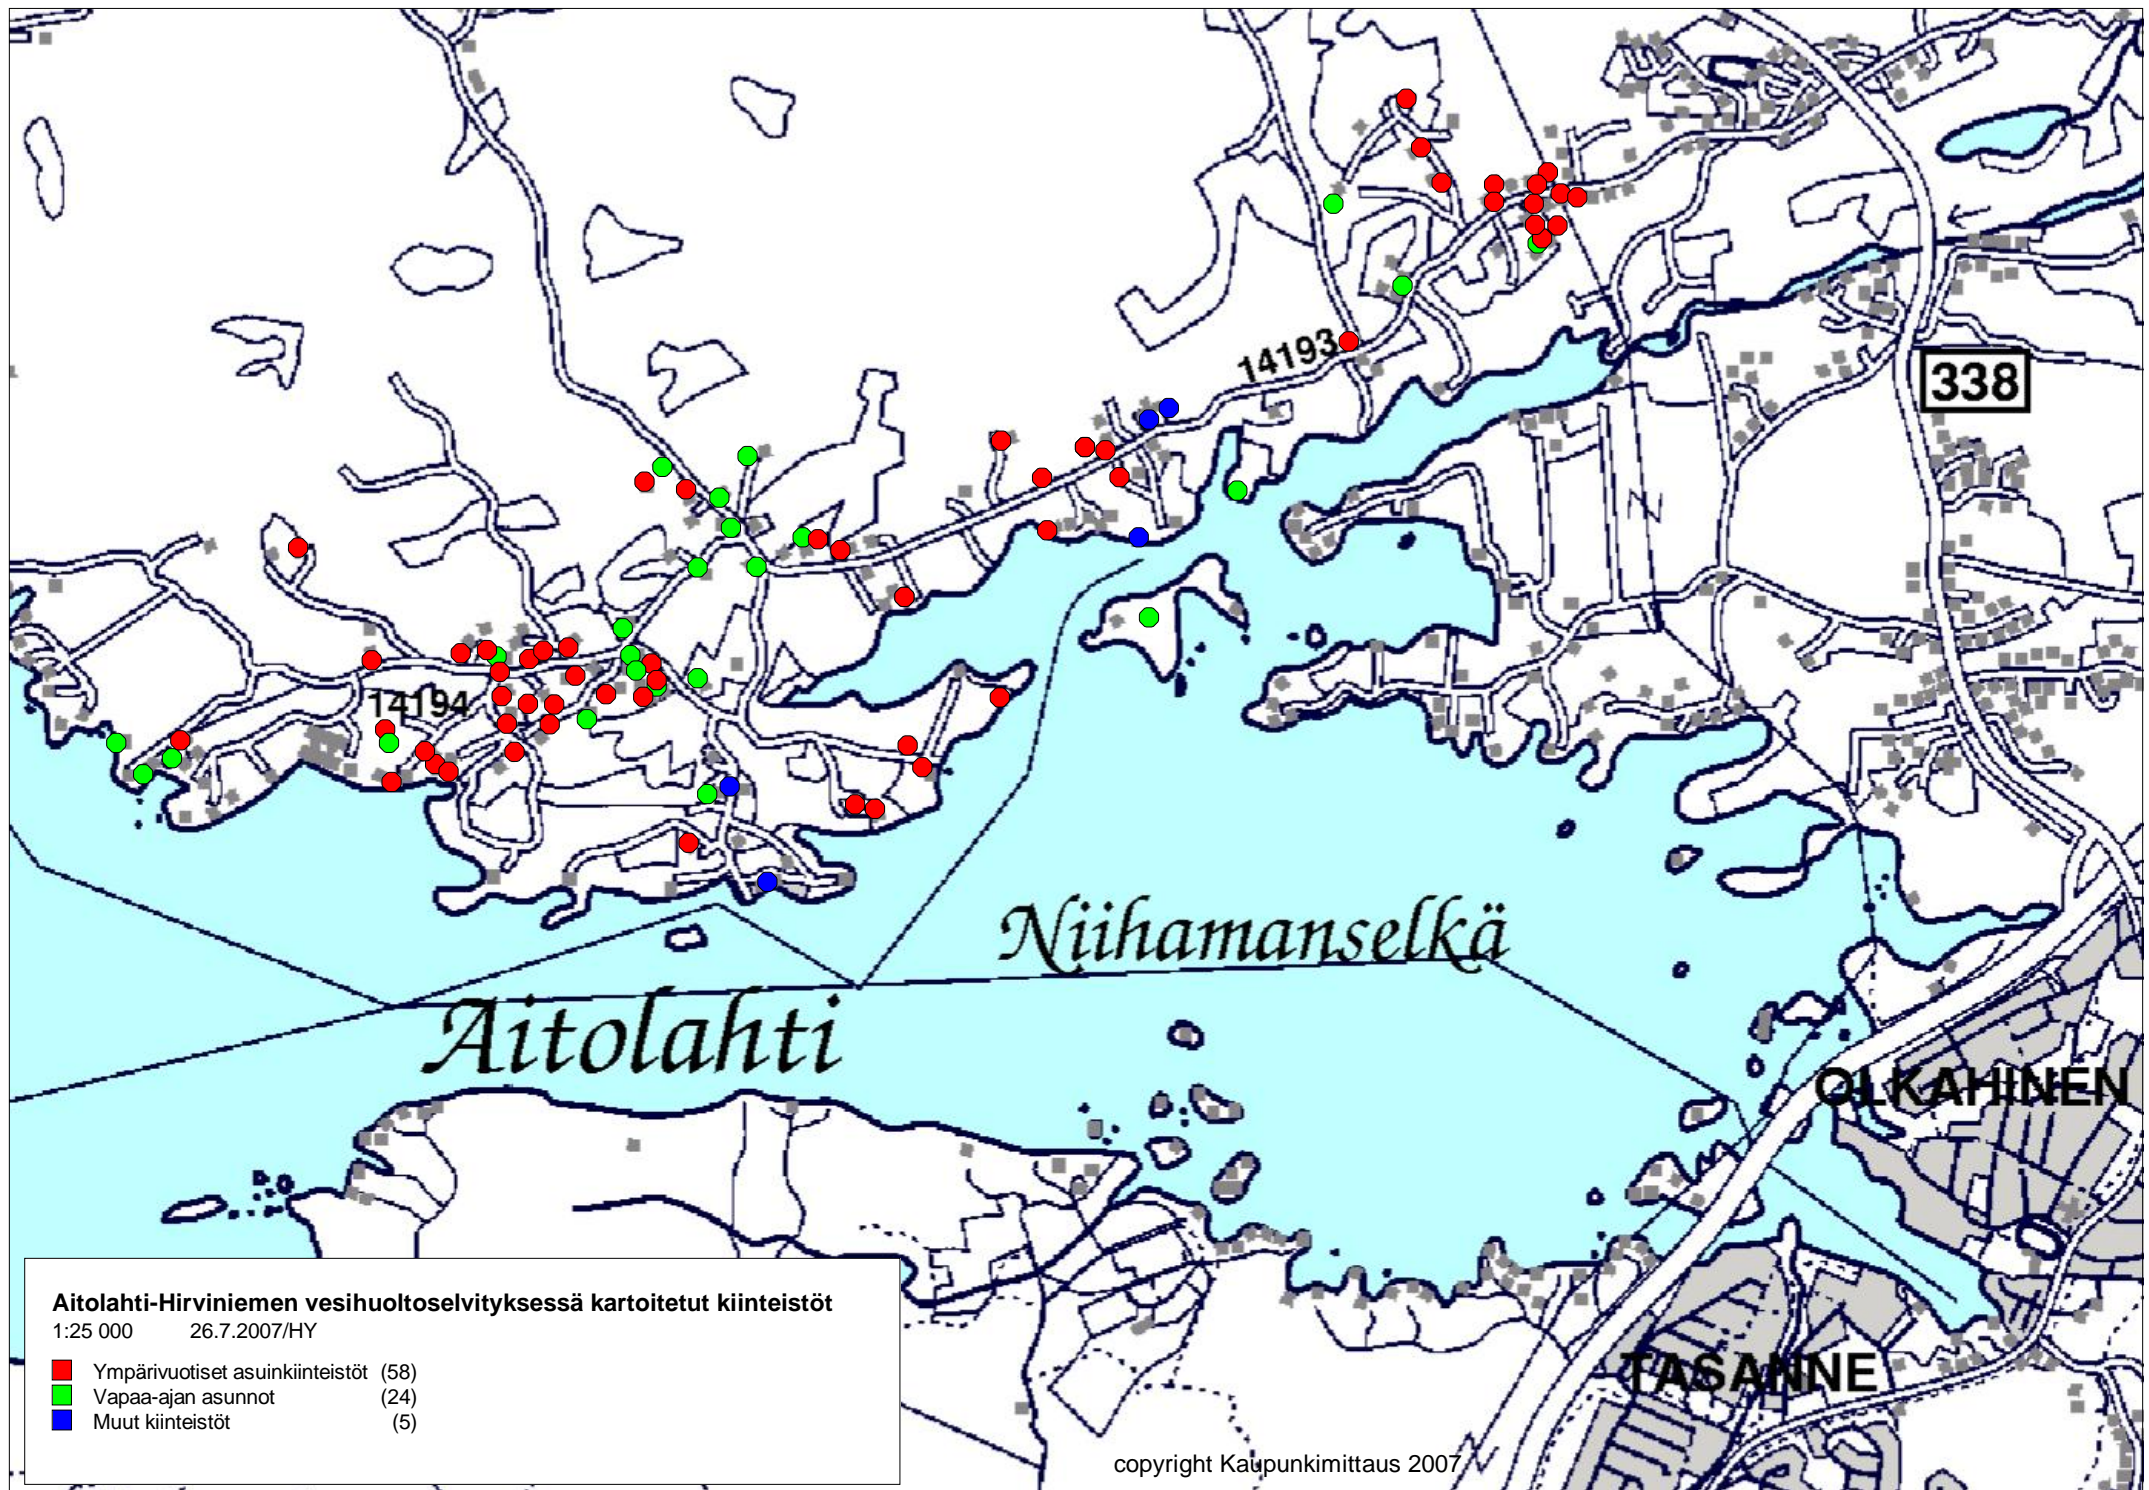 14193
338
14194
Niihamanselkä
Aitolahti
OLKAHINEN
Aitolahti-Hirviniemen vesihuoltoselvityksessä kartoitetut kiinteistöt
1:25 000 26.7.2007/HY
Ympärivuotiset asuinkiinteistöt (58)
Vapaa-ajan asunnot (24)
Muut kiinteistöt (5)
TASANNE
copyright Kaupunkimittaus 2007